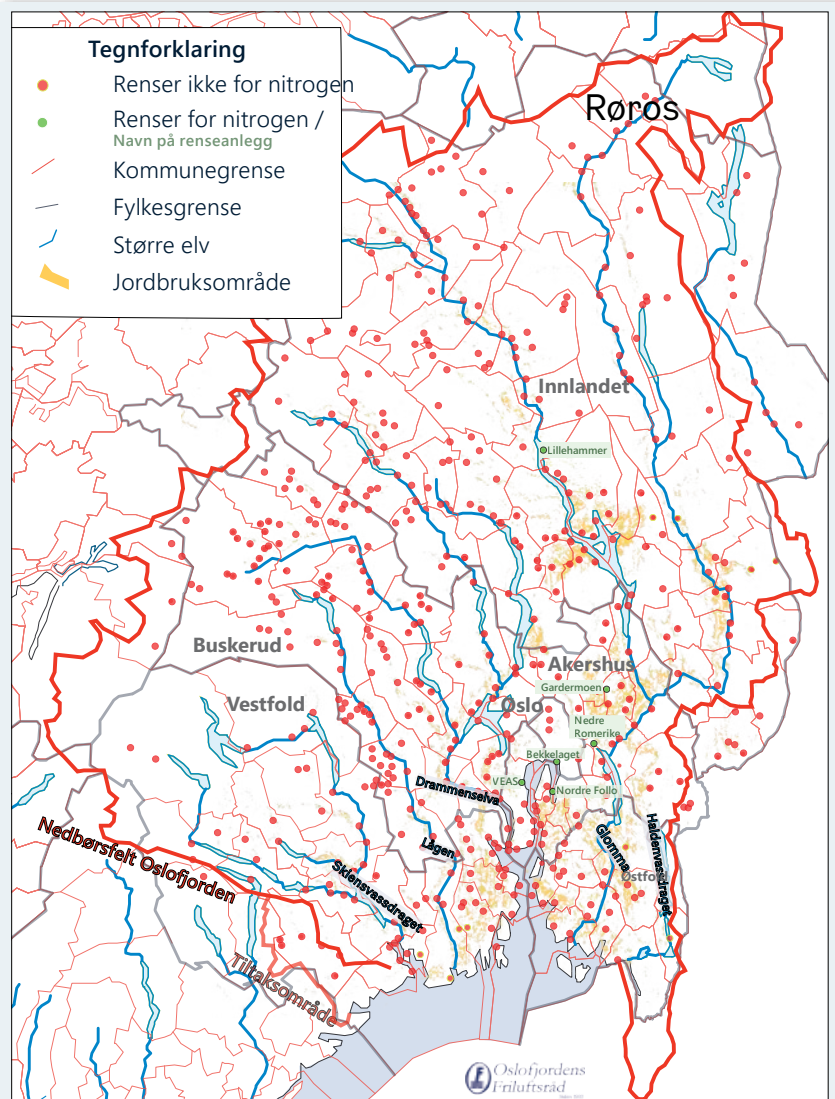 Tegnforklaring
Renser ikke for nitrogen
Renser for nitrogen /
Navn på renseanlegg
Kommunegrense
Fylkesgrense
Større elv
Jordbruksområde
Røros
Innlandet
Lillehammer
Buskerud
Akershus
Gardermoen
Vestfold
Oslo
Nedre
Romerike
Bekkelaget
VEAS
Nordre Follo
Drammenselva
Haldenvassdraget
Nedbørsfelt Oslofjorden
Lågen
Glomma
Skiensvassdraget
Østfold
Tiltaksområde
Oslofjordens
Friluftsråd